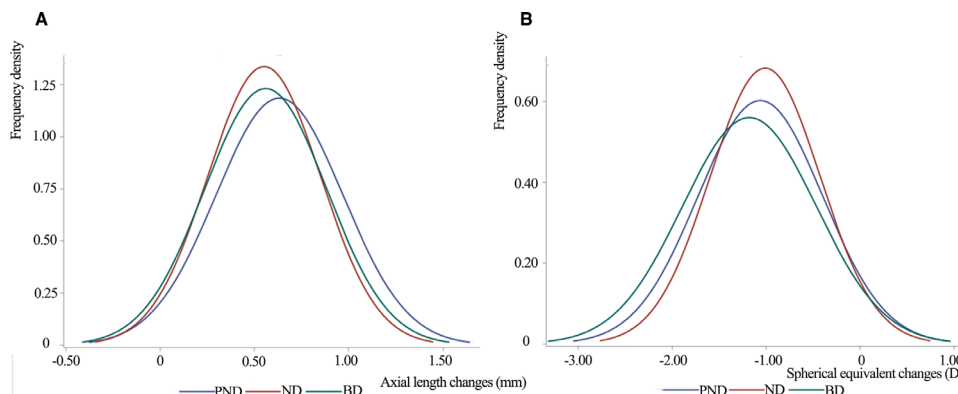 A
Frequency density
1.25
1.00
0.75
0.50
0.25
0
-0.50
0
0.50
1.00
1.50
Axial length changes (mm)
PND ND BD
B
Frequency density
0.60
0.40
0.20
0
-3.00
-2.00
-1.00
0
1.00
Spherical equivalent changes (D
PND ND BD